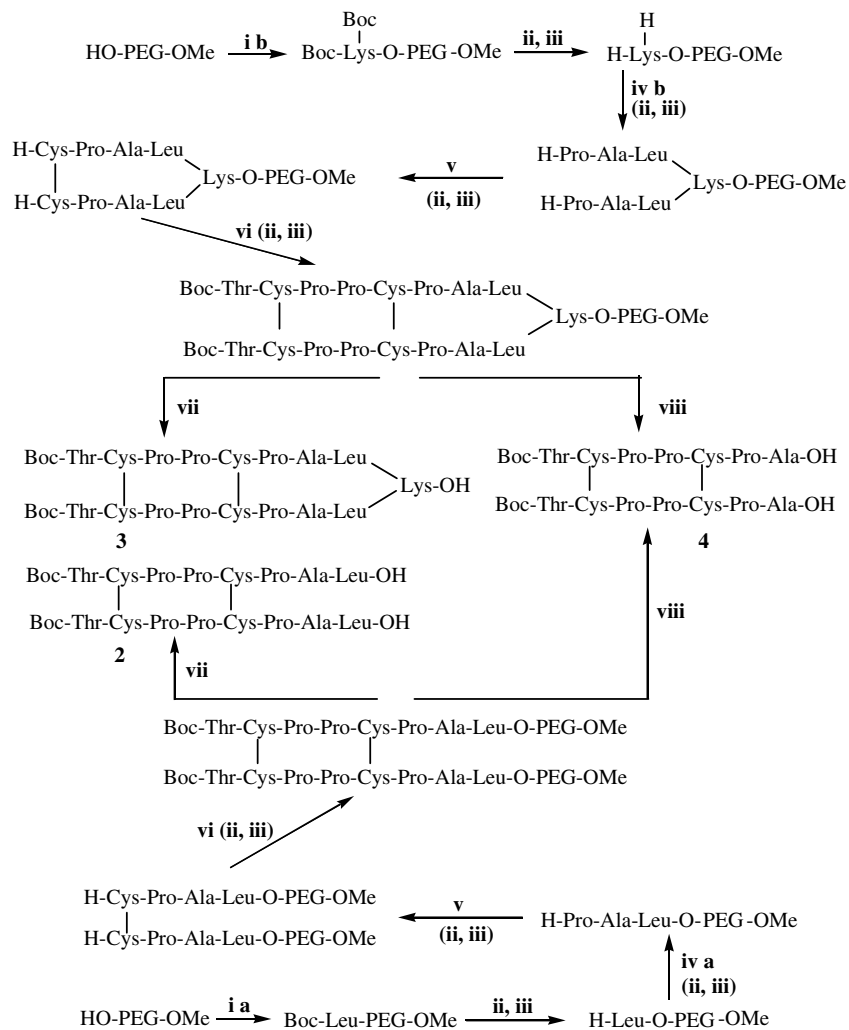 Boc
HO-PEG-OMe i b Boc-Lys-O-PEG-OMe ii, iii H-Lys-O-PEG-OMe
H
iv b
(ii, iii)
H-Cys-Pro-Ala-Leu
H-Cys-Pro-Ala-Leu
Lys-O-PEG-OMe
v
(ii, iii)
H-Pro-Ala-Leu
H-Pro-Ala-Leu
Lys-O-PEG-OMe
vi (ii, iii)
Boc-Thr-Cys-Pro-Pro-Cys-Pro-Ala-Leu
Lys-O-PEG-OMe
Boc-Thr-Cys-Pro-Pro-Cys-Pro-Ala-Leu
vii
viii
Boc-Thr-Cys-Pro-Pro-Cys-Pro-Ala-Leu
Lys-OH
Boc-Thr-Cys-Pro-Pro-Cys-Pro-Ala-Leu
3
Boc-Thr-Cys-Pro-Pro-Cys-Pro-Ala-OH
Boc-Thr-Cys-Pro-Pro-Cys-Pro-Ala-OH
4
Boc-Thr-Cys-Pro-Pro-Cys-Pro-Ala-Leu-OH
Boc-Thr-Cys-Pro-Pro-Cys-Pro-Ala-Leu-OH
2
vii
viii
Boc-Thr-Cys-Pro-Pro-Cys-Pro-Ala-Leu-O-PEG-OMe
Boc-Thr-Cys-Pro-Pro-Cys-Pro-Ala-Leu-O-PEG-OMe
vi (ii, iii)
H-Cys-Pro-Ala-Leu-O-PEG-OMe
H-Cys-Pro-Ala-Leu-O-PEG-OMe
v
(ii, iii)
H-Pro-Ala-Leu-O-PEG-OMe
iv a
(ii, iii)
HO-PEG-OMe i a Boc-Leu-PEG-OMe ii, iii H-Leu-O-PEG-OMe